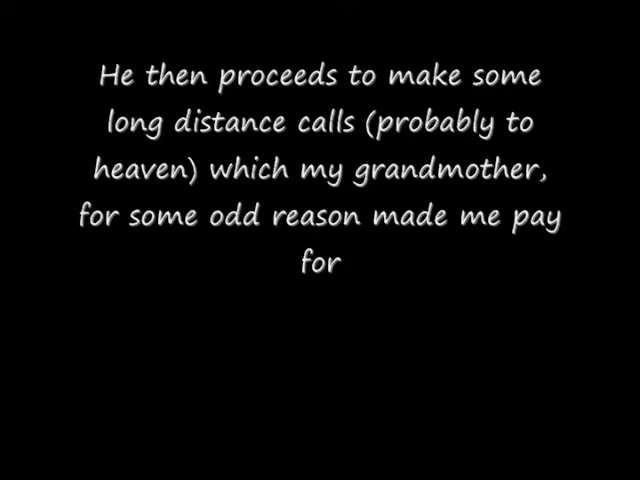 He then proceeds to make some
long distance calls (probably to
heaven) which my grandmother,
for some odd reason made me pay
for